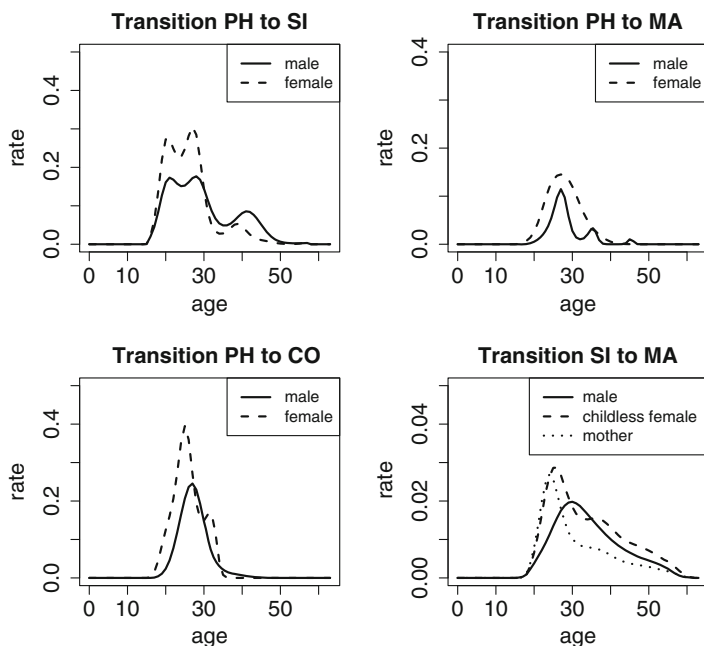 Transition PH to SI
male
female
rate
0.0
0.2
0.4
0
10
30
50
age
Transition PH to MA
male
female
rate
0.0
0.2
0.4
0
10
30
50
age
Transition PH to CO
male
female
rate
0.0
0.2
0.4
0
10
30
50
age
Transition SI to MA
male
childless female
mother
rate
0.00
0.02
0.04
0
10
30
50
age